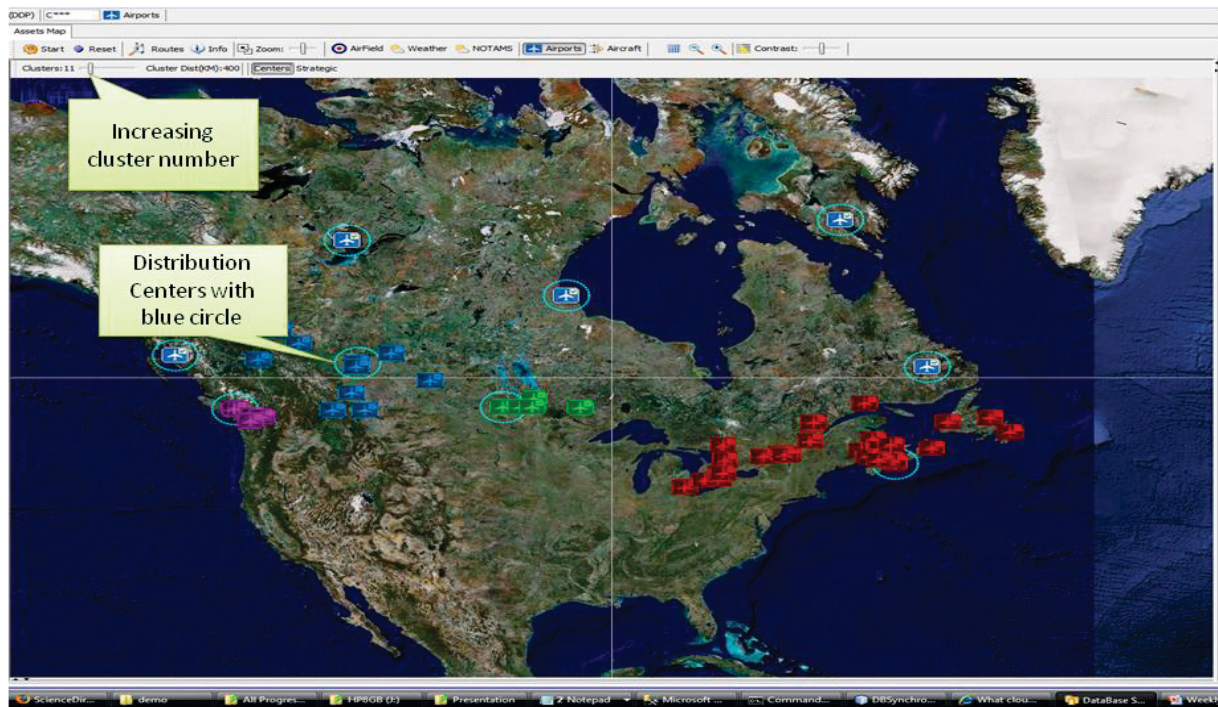 (DDP) C*** Airports
Assets Map
Start Reset Routes Info Zoom: AirField Weather NOTAMS Airports Aircraft Contrast:
Clusters:11 Cluster Dist(KM):400 Centers Strategic
Increasing
cluster number
Distribution
Centers with
blue circle
ScienceDir... demo All Progres... HP8GB (J:) Presentation 2 Notepad Microsoft ... Command... DBSynchro... What clou... DataBase S... Weekl